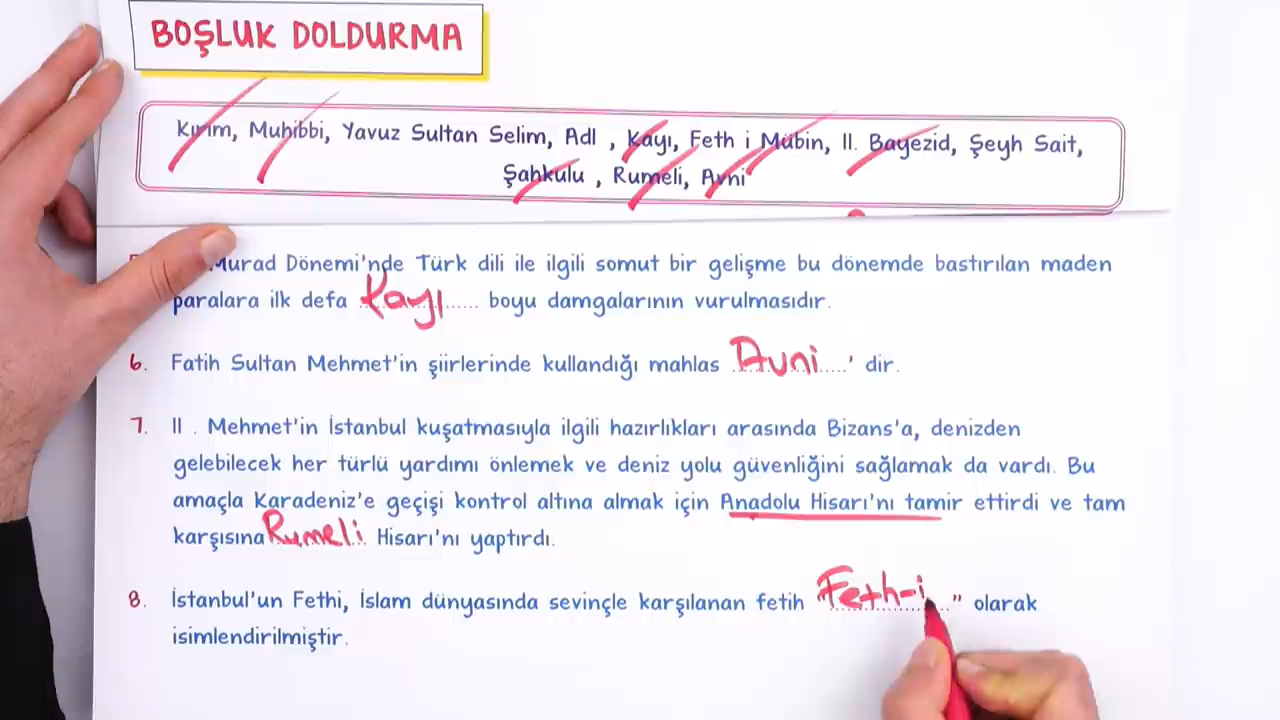 BOŞLUK DOLDURMA
Kırım, Muhibbi, Yavuz Sultan Selim, Adl , Kayı, Feth i Mübin, II. Bayezid, Şeyh Sait,
Şahkulu , Rumeli, Avni
Murad Dönemi'nde Türk dili ile ilgili somut bir gelişme bu dönemde bastırılan maden
paralara ilk defa Kayı boyu damgalarının vurulmasıdır.
6. Fatih Sultan Mehmet'in şiirlerinde kullandığı mahlas Avni ' dir.
7. II . Mehmet'in İstanbul kuşatmasıyla ilgili hazırlıkları arasında Bizans'a, denizden
gelebilecek her türlü yardımı önlemek ve deniz yolu güvenliğini sağlamak da vardı. Bu
amaçla Karadeniz'e geçişi kontrol altına almak için Anadolu Hisarı'nı tamir ettirdi ve tam
karşısına Rumeli Hisarı'nı yaptırdı.
8. İstanbul'un Fethi, İslam dünyasında sevinçle karşılanan fetih "Feth-i" olarak
isimlendirilmiştir.